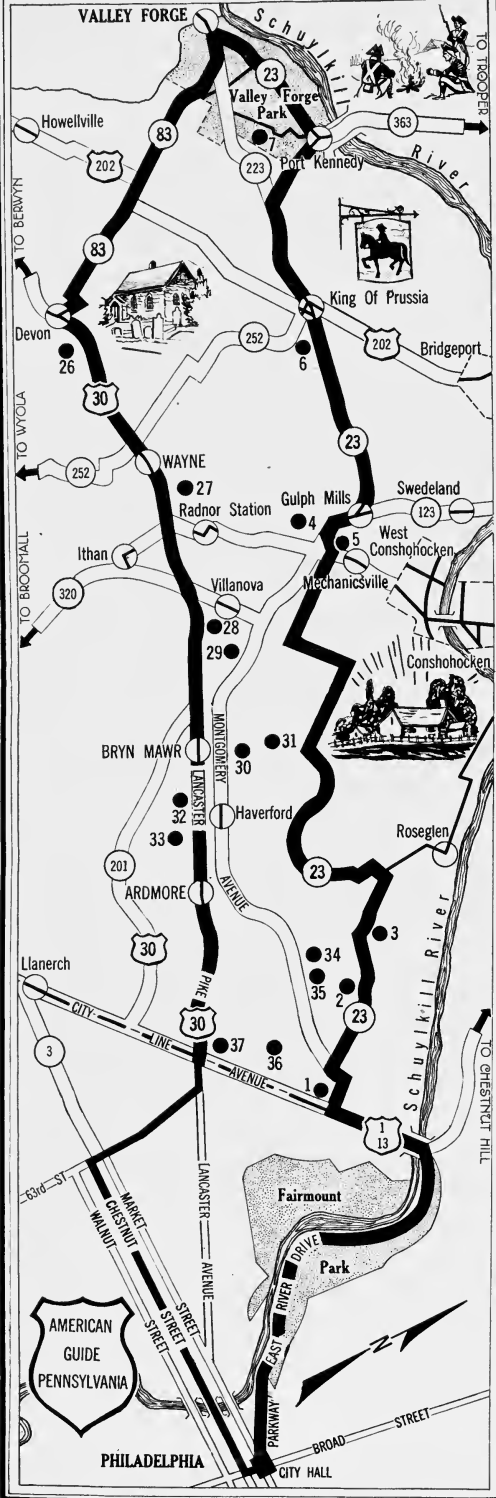 VALLEY FORGE
Schuylkill
River
TO TROOPER
23
Valley Forge
Park
363
Howellville
83
7
Port Kennedy
202
223
TO BERWYN
83
King Of Prussia
Devon
252
202
Bridgeport
26
6
30
TO WYOLA
23
WAYNE
252
27
Gulph Mills
Swedeland
4
123
Radnor Station
5
West
Conshohocken
Ithan
Mechanicsville
TO BROOMALL
320
Villanova
28
29
Conshohocken
MONTGOMERY
AVENUE
31
BRYN MAWR
30
LANCASTER
PIKE
32
Haverford
33
Roseglen
201
23
ARDMORE
3
30
34
35
2
Llanerch
23
Schuylkill River
CITY
LINE
AVENUE
30
37
36
3
1
TO CHESTNUT HILL
1
13
63rd ST
LANCASTER
AVENUE
MARKET
STREET
CHESTNUT
STREET
WALNUT
STREET
Fairmount
Park
EAST RIVER DRIVE
PARKWAY
N
AMERICAN
GUIDE
PENNSYLVANIA
BROAD STREET
PHILADELPHIA
CITY HALL